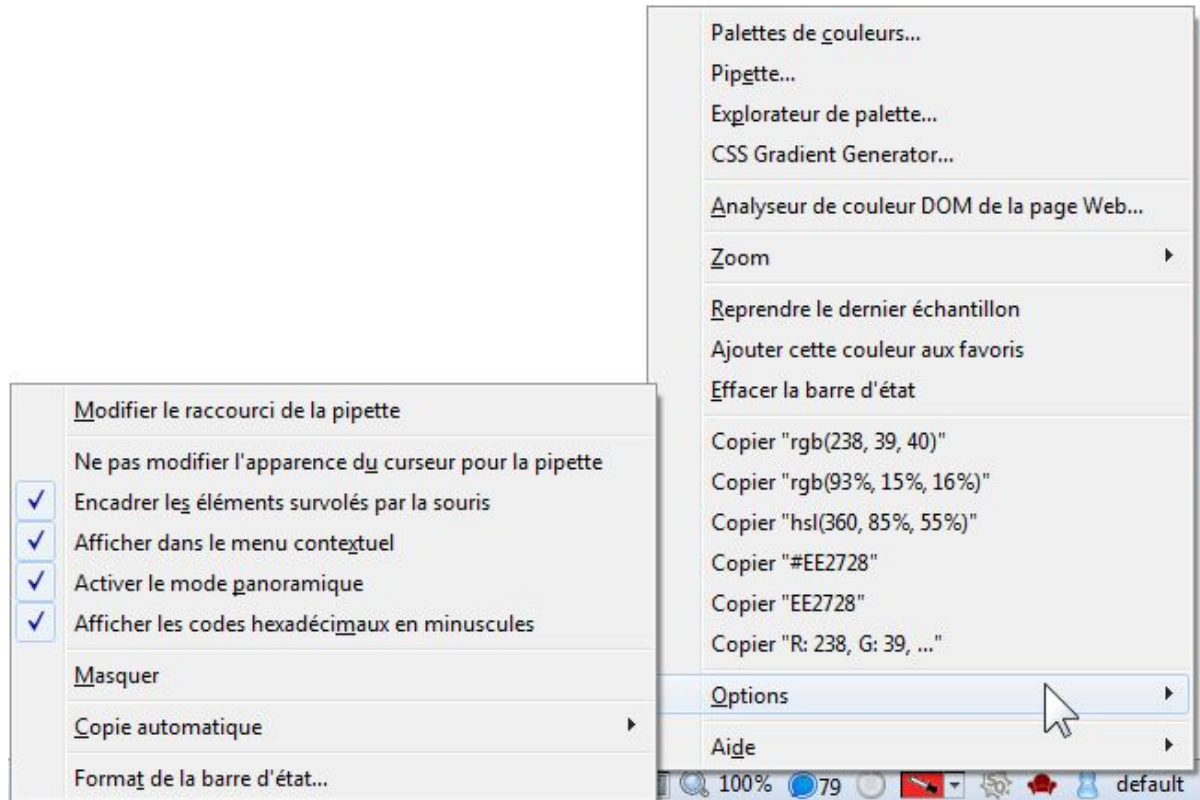 Palettes de couleurs...
Pipette...
Explorateur de palette...
CSS Gradient Generator...
Analyseur de couleur DOM de la page Web...
Zoom
Reprendre le dernier échantillon
Ajouter cette couleur aux favoris
Effacer la barre d'état
Copier "rgb(238, 39, 40)"
Copier "rgb(93%, 15%, 16%)"
Copier "hsl(360, 85%, 55%)"
Copier "#EE2728"
Copier "EE2728"
Copier "R: 238, G: 39, ..."
Options
Aide
Modifier le raccourci de la pipette
Ne pas modifier l'apparence du curseur pour la pipette
Encadrer les éléments survolés par la souris
Afficher dans le menu contextuel
Activer le mode panoramique
Afficher les codes hexadécimaux en minuscules
Masquer
Copie automatique
Format de la barre d'état...
100% 79 default